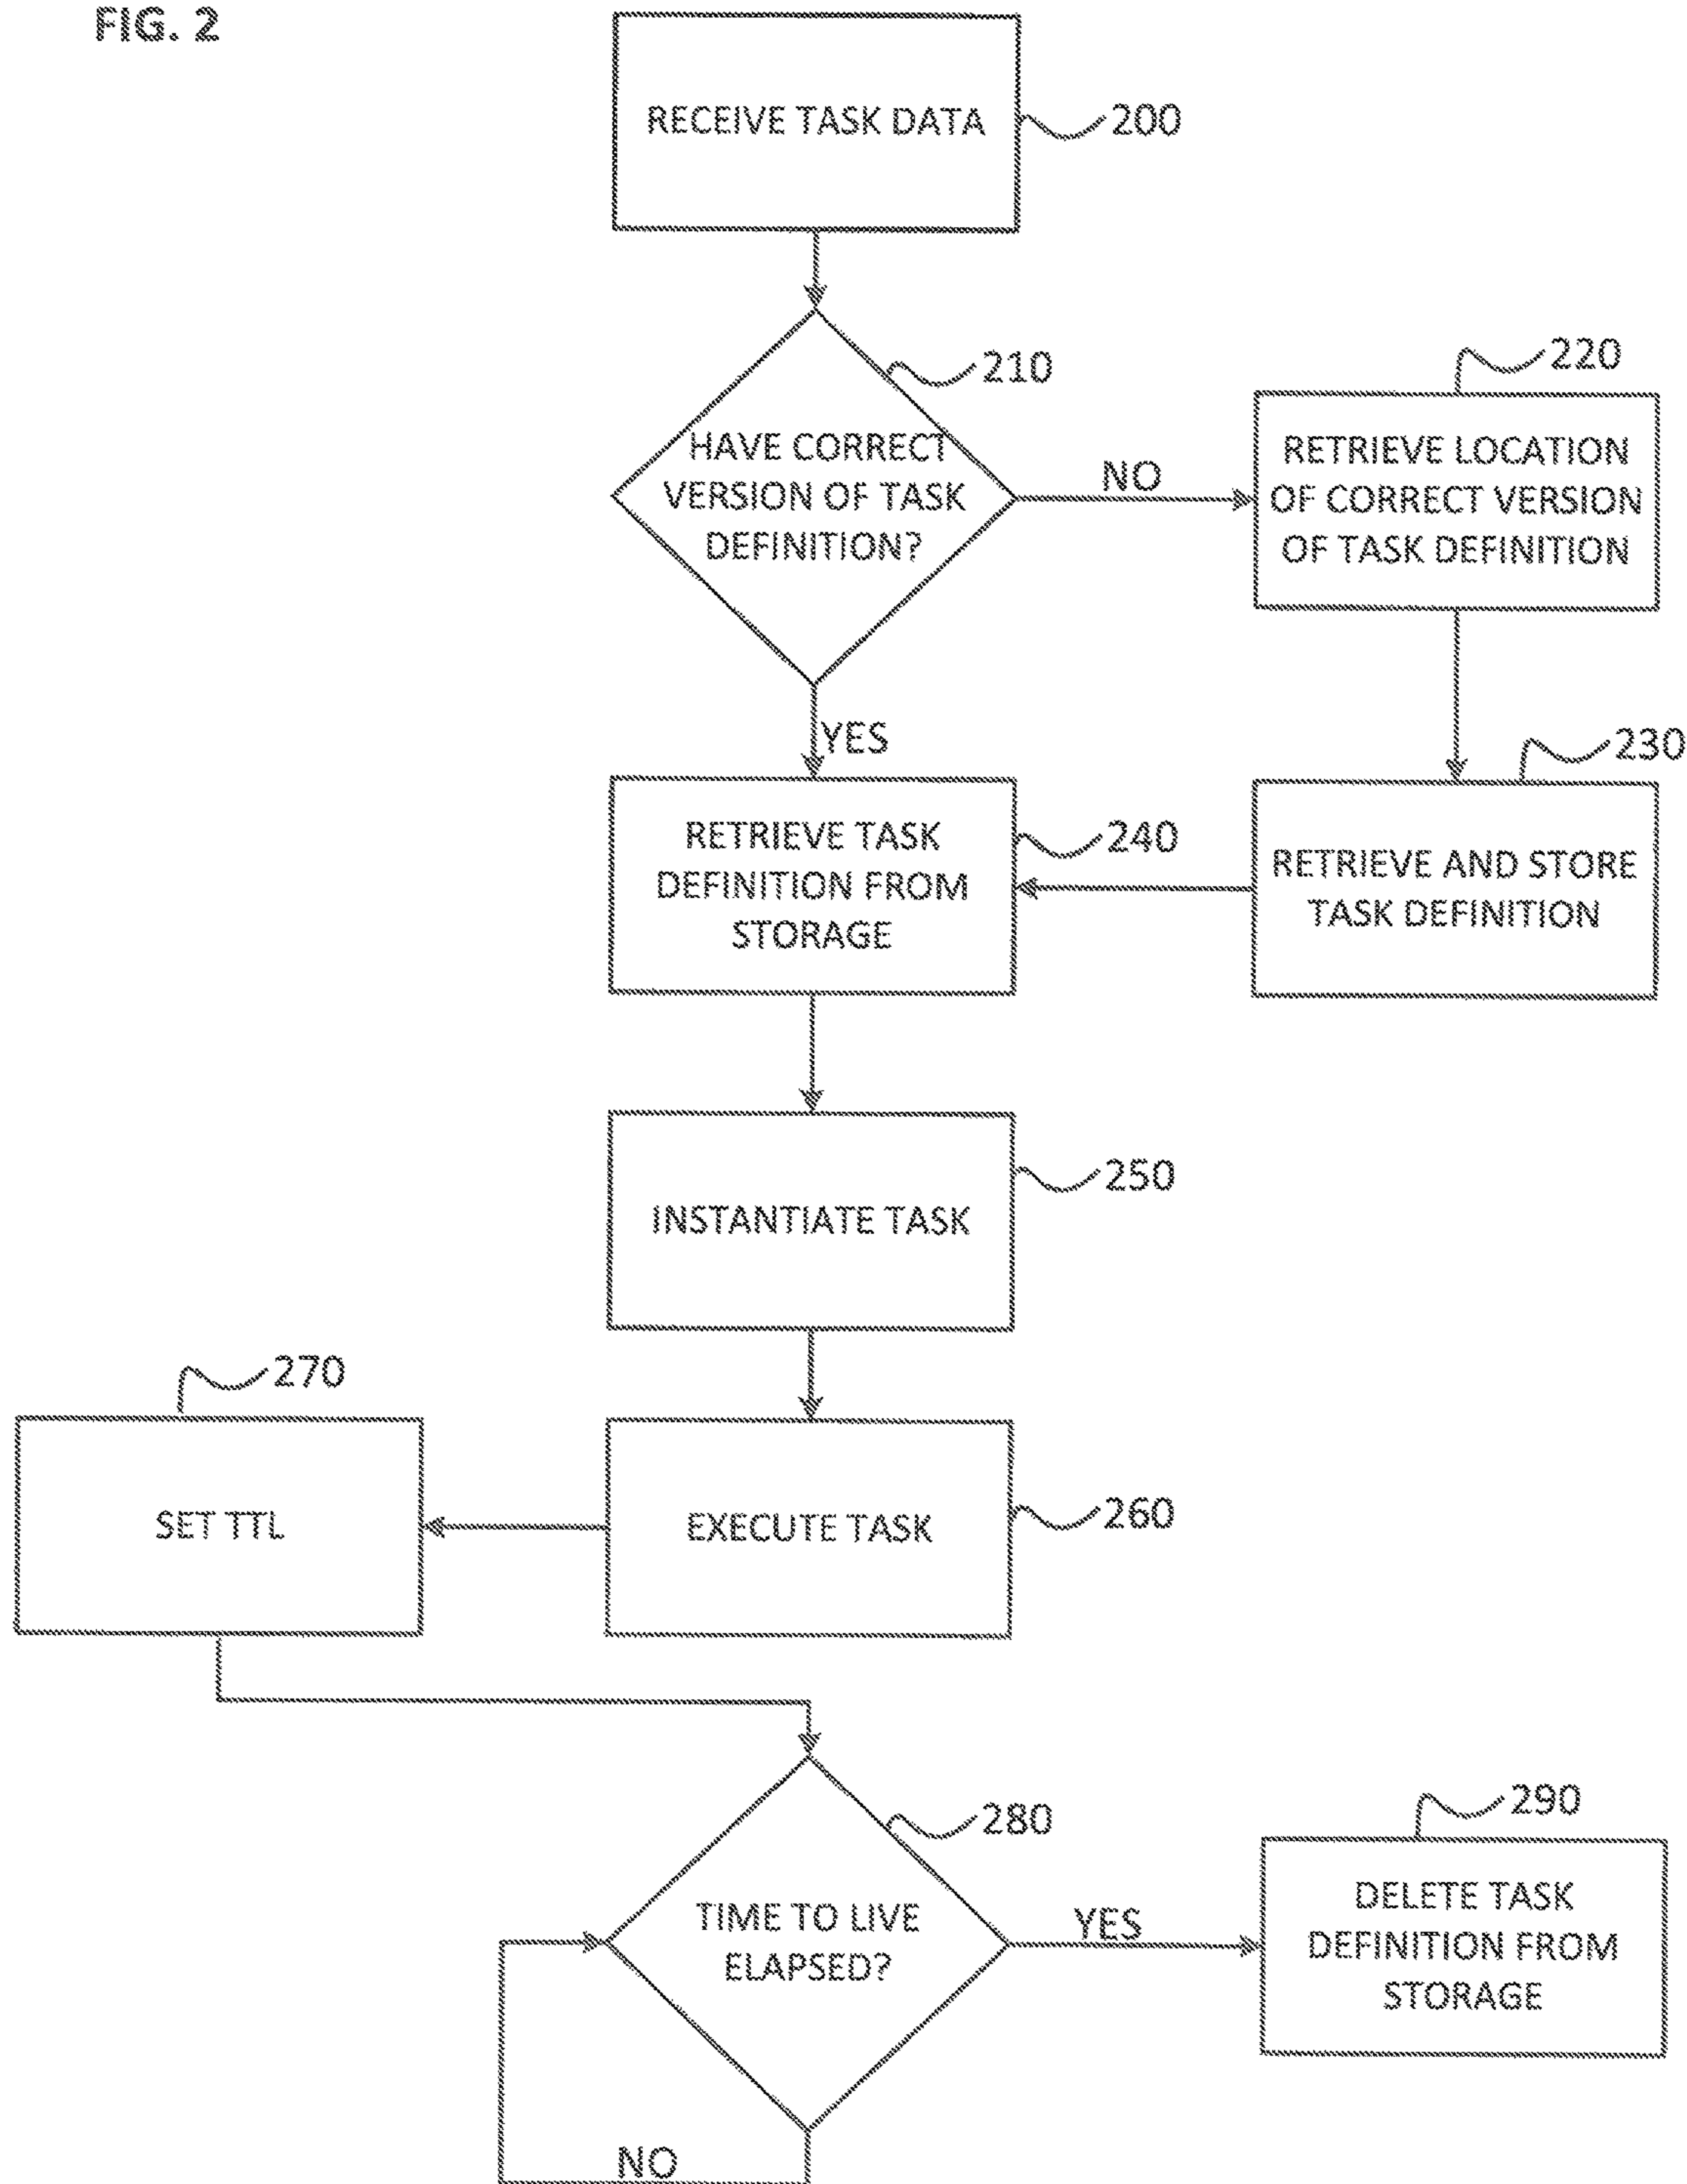 FIG. 2
RECEIVE TASK DATA
200
210
HAVE CORRECT
VERSION OF TASK
DEFINITION?
NO
220
RETRIEVE LOCATION
OF CORRECT VERSION
OF TASK DEFINITION
YES
230
RETRIEVE AND STORE
TASK DEFINITION
RETRIEVE TASK
DEFINITION FROM
STORAGE
240
INSTANTIATE TASK
250
EXECUTE TASK
260
270
SET TTL
280
TIME TO LIVE
ELAPSED?
YES
290
DELETE TASK
DEFINITION FROM
STORAGE
NO